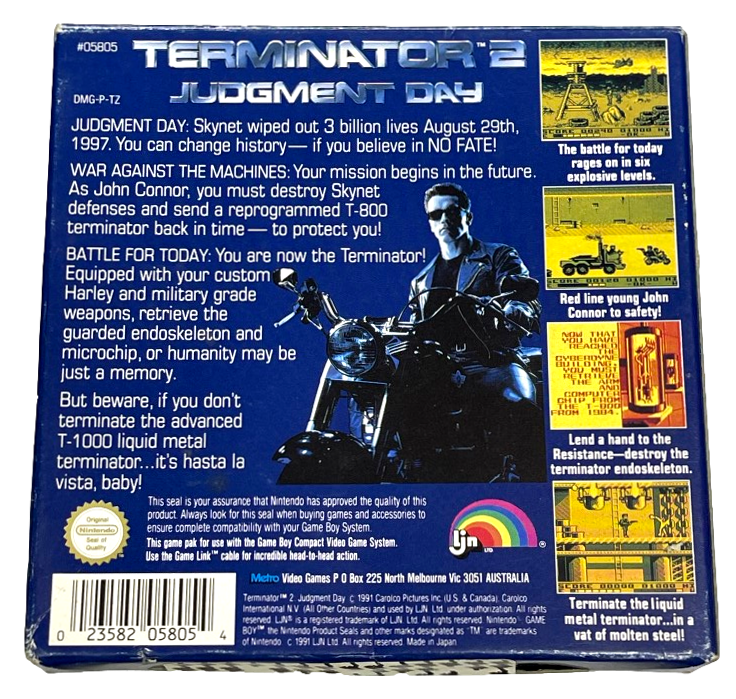 #05805
TERMINATOR™ 2
JUDGMENT DAY
DMG-P-TZ
JUDGMENT DAY: Skynet wiped out 3 billion lives August 29th,
1997. You can change history — if you believe in NO FATE!
WAR AGAINST THE MACHINES: Your mission begins in the future.
As John Connor, you must destroy Skynet
defenses and send a reprogrammed T-800
terminator back in time — to protect you!
BATTLE FOR TODAY: You are now the Terminator!
Equipped with your custom
Harley and military grade
weapons, retrieve the
guarded endoskeleton and
microchip, or humanity may be
just a memory.
But beware, if you don't
terminate the advanced
T-1000 liquid metal
terminator...it's hasta la
vista, baby!
The battle for today
rages on in six
explosive levels.
Red line young John
Connor to safety!
NOW THAT
YOU HAVE
REACHED
THE
CYBERDYNE
BUILDING,
YOU MUST
RETRIEVE
THE ARM
AND
COMPUTER
CHIP FROM
THE T-800
FROM 1984.
Lend a hand to the
Resistance—destroy the
terminator endoskeleton.
Terminate the liquid
metal terminator...in a
vat of molten steel!
Original
Nintendo
Seal of
Quality
This seal is your assurance that Nintendo has approved the quality of this
product. Always look for this seal when buying games and accessories to
ensure complete compatibility with your Game Boy System.
This game pak for use with the Game Boy Compact Video Game System.
Use the Game Link™ cable for incredible head-to-head action.
ljn LTD ®
Metro Video Games P O Box 225 North Melbourne Vic 3051 AUSTRALIA
Terminator™ 2: Judgment Day © 1991 Carolco Pictures Inc. (U.S. & Canada), Carolco
International N.V. (All Other Countries) and used by LJN Ltd. under authorization. All rights
reserved. LJN® is a registered trademark of LJN Ltd. All rights reserved. Nintendo®, GAME
BOY™ the Nintendo Product Seals and other marks designated as "TM" are trademarks
of Nintendo. © 1991 LJN Ltd. All rights reserved. Made in Japan.
0 23582 05805 4